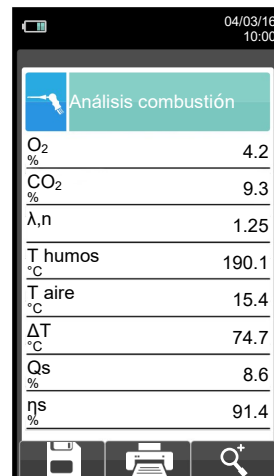 04/03/16
10:00
Análisis combustión
O₂
%
4.2
CO₂
%
9.3
λ,n
1.25
T humos
°C
190.1
T aire
°C
15.4
ΔT
°C
74.7
Qs
%
8.6
ηs
%
91.4